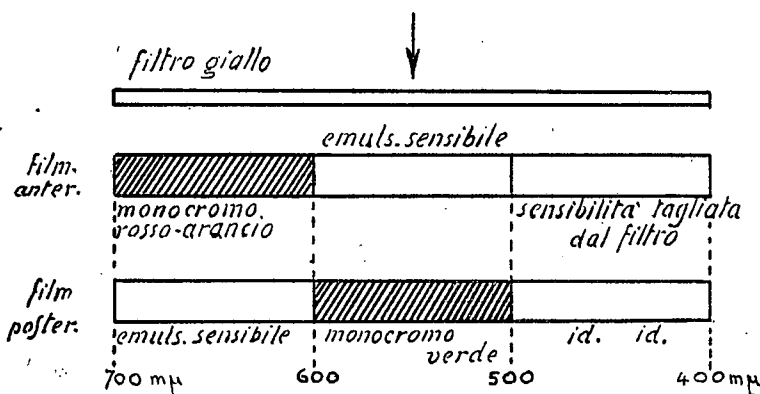 filtro giallo
emuls. sensibile
film. anter.
monocromo. rosso-arancio
sensibilità tagliata dal filtro
film poster.
emuls. sensibile
monocromo verde
id. id.
700 mμ 600 500 400 mμ